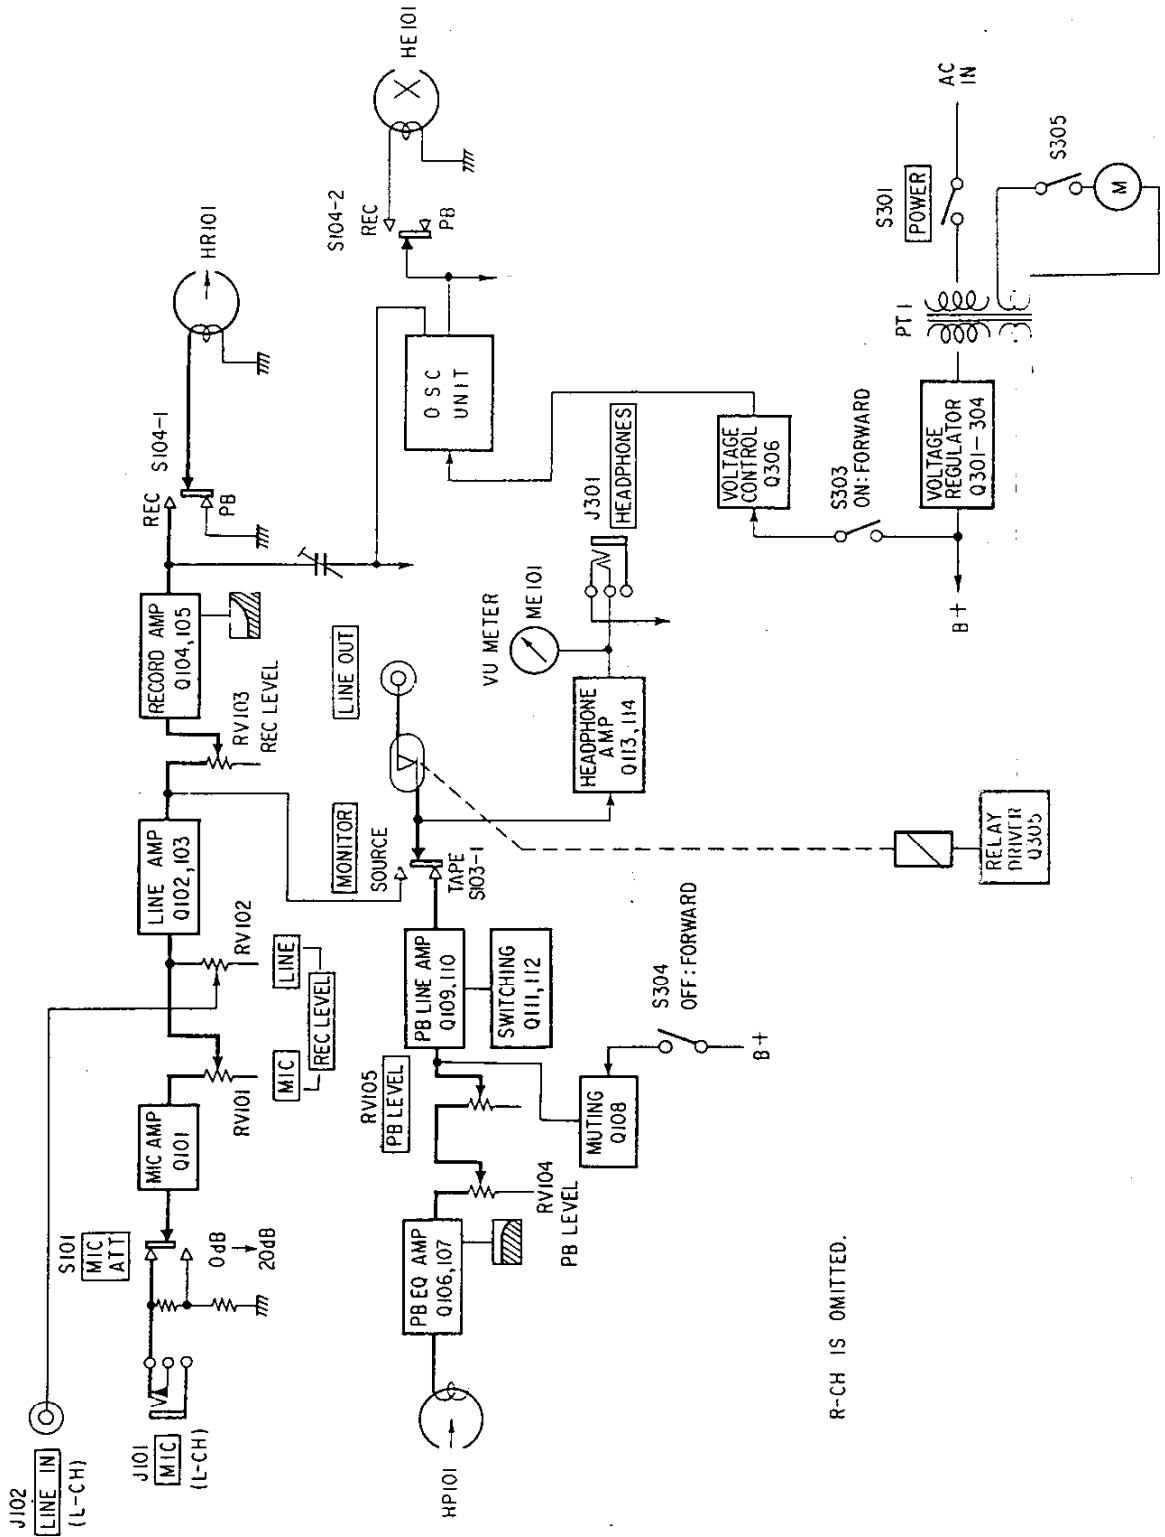 J102
LINE IN
(L-CH)
J101
MIC
(L-CH)
S101
MIC
ATT
0dB
20dB
MIC AMP
Q101
RV101
MIC
REC LEVEL
LINE
RV102
LINE AMP
Q102,103
RV103
REC LEVEL
RECORD AMP
Q104,105
REC
PB
S104-1
HR101
HP101
PB EQ AMP
Q106,107
RV104
PB LEVEL
RV105
PB LEVEL
MUTING
Q108
PB LINE AMP
Q109,110
SWITCHING
Q111,112
S304
OFF:FORWARD
B+
MONITOR
SOURCE
TAPE
S103-1
LINE OUT
HEADPHONE
AMP
Q113,114
VU METER
ME101
J301
HEADPHONES
OSC
UNIT
S104-2
REC
PB
HE101
RELAY
DRIVER
Q305
B+
S303
ON:FORWARD
VOLTAGE
CONTROL
Q306
VOLTAGE
REGULATOR
Q301-304
PT1
S301
POWER
AC
IN
S305
M
R-CH IS OMITTED.